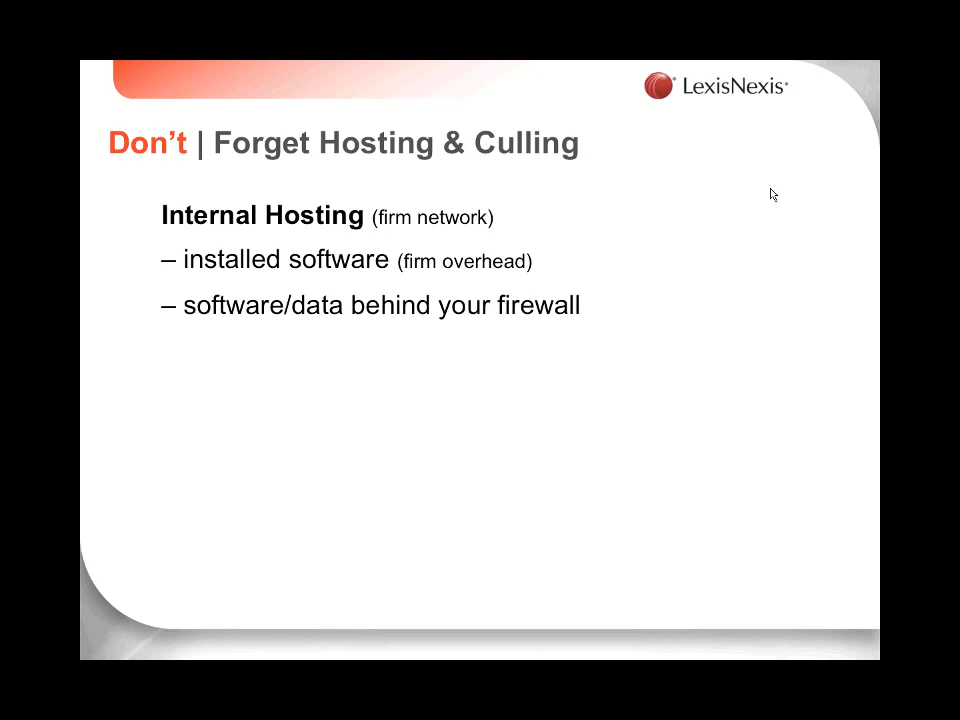 LexisNexis
Don't | Forget Hosting & Culling
Internal Hosting (firm network)
– installed software (firm overhead)
– software/data behind your firewall